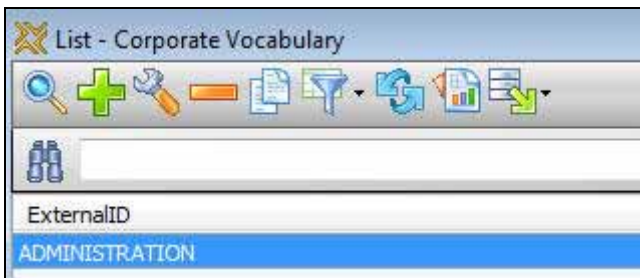 List - Corporate Vocabulary
ExternalID
ADMINISTRATION